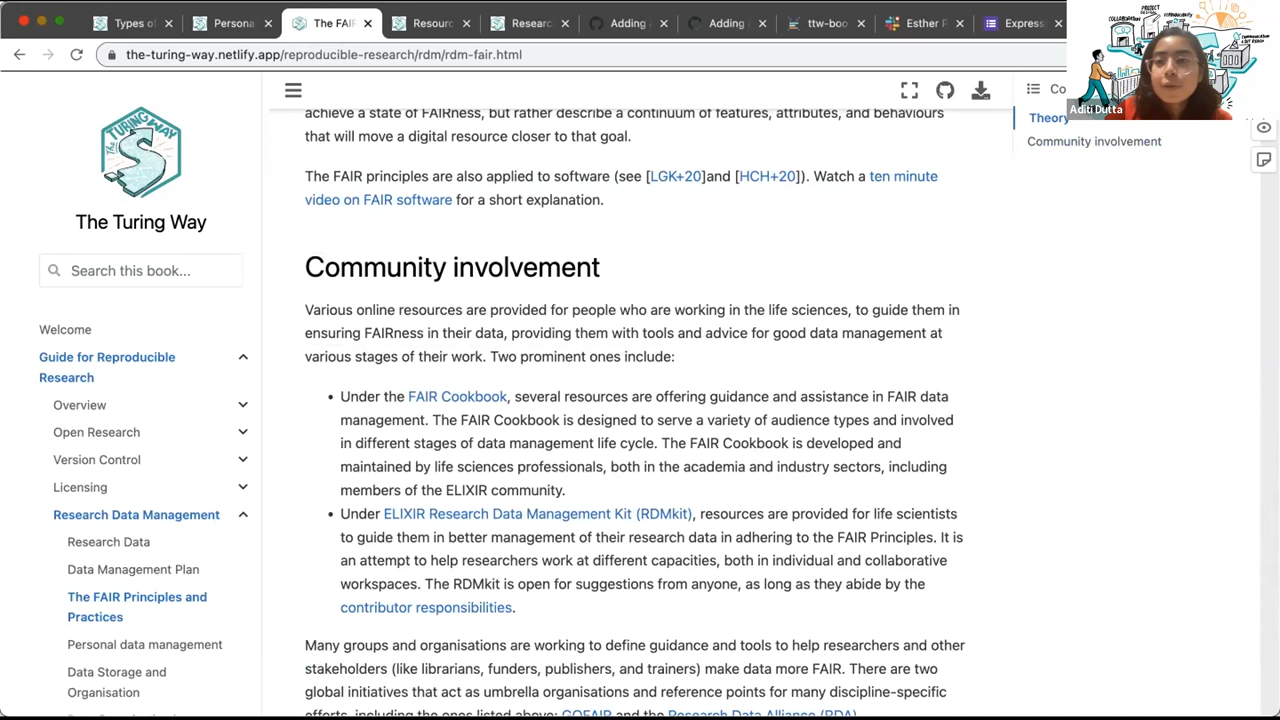 Types of
Persona
The FAIR
Resourc
Researc
Adding
Adding
ttw-boo
Esther P
Express
the-turing-way.netlify.app/reproducible-research/rdm/rdm-fair.html
COLLABORATION
PROJECT DESIGN
Aditi Dutta
THE TURING WAY
The Turing Way
Search this book...
Welcome
Guide for Reproducible
Research
Overview
Open Research
Version Control
Licensing
Research Data Management
Research Data
Data Management Plan
The FAIR Principles and
Practices
Personal data management
Data Storage and
Organisation
achieve a state of FAIRness, but rather describe a continuum of features, attributes, and behaviours
that will move a digital resource closer to that goal.
The FAIR principles are also applied to software (see [LGK+20]and [HCH+20]). Watch a ten minute
video on FAIR software for a short explanation.
Community involvement
Various online resources are provided for people who are working in the life sciences, to guide them in
ensuring FAIRness in their data, providing them with tools and advice for good data management at
various stages of their work. Two prominent ones include:
• Under the FAIR Cookbook, several resources are offering guidance and assistance in FAIR data
management. The FAIR Cookbook is designed to serve a variety of audience types and involved
in different stages of data management life cycle. The FAIR Cookbook is developed and
maintained by life sciences professionals, both in the academia and industry sectors, including
members of the ELIXIR community.
• Under ELIXIR Research Data Management Kit (RDMkit), resources are provided for life scientists
to guide them in better management of their research data in adhering to the FAIR Principles. It is
an attempt to help researchers work at different capacities, both in individual and collaborative
workspaces. The RDMkit is open for suggestions from anyone, as long as they abide by the
contributor responsibilities.
Many groups and organisations are working to define guidance and tools to help researchers and other
stakeholders (like librarians, funders, publishers, and trainers) make data more FAIR. There are two
global initiatives that act as umbrella organisations and reference points for many discipline-specific
efforts, including the ones listed above: GOFAIR and the Research Data Alliance (RDA).
Co
Theory
Community involvement